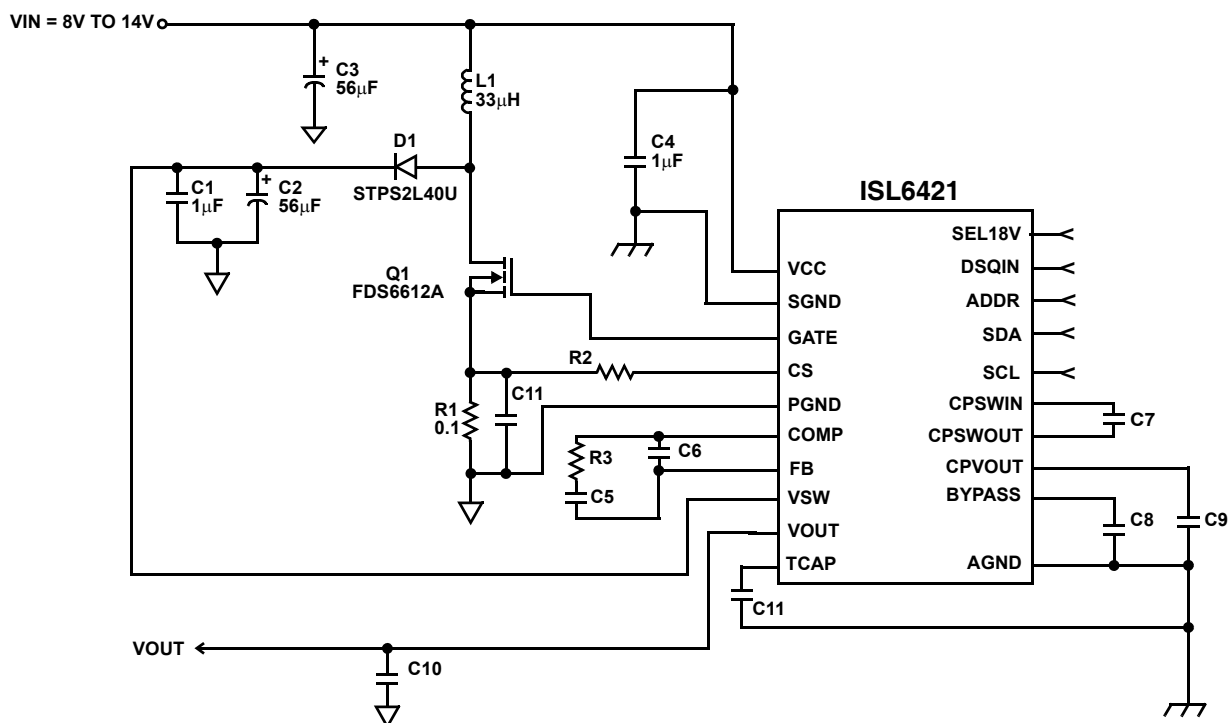 VIN = 8V TO 14V
C3
56μF
L1
33μH
D1
STPS2L40U
C1
1μF
C2
56μF
C4
1μF
Q1
FDS6612A
R2
C11
R1
0.1
R3
C6
C5
ISL6421
VCC
SGND
GATE
CS
PGND
COMP
FB
VSW
VOUT
TCAP
SEL18V
DSQIN
ADDR
SDA
SCL
CPSWIN
CPSWOUT
CPVOUT
BYPASS
AGND
C7
C8
C9
C11
VOUT
C10
+
+